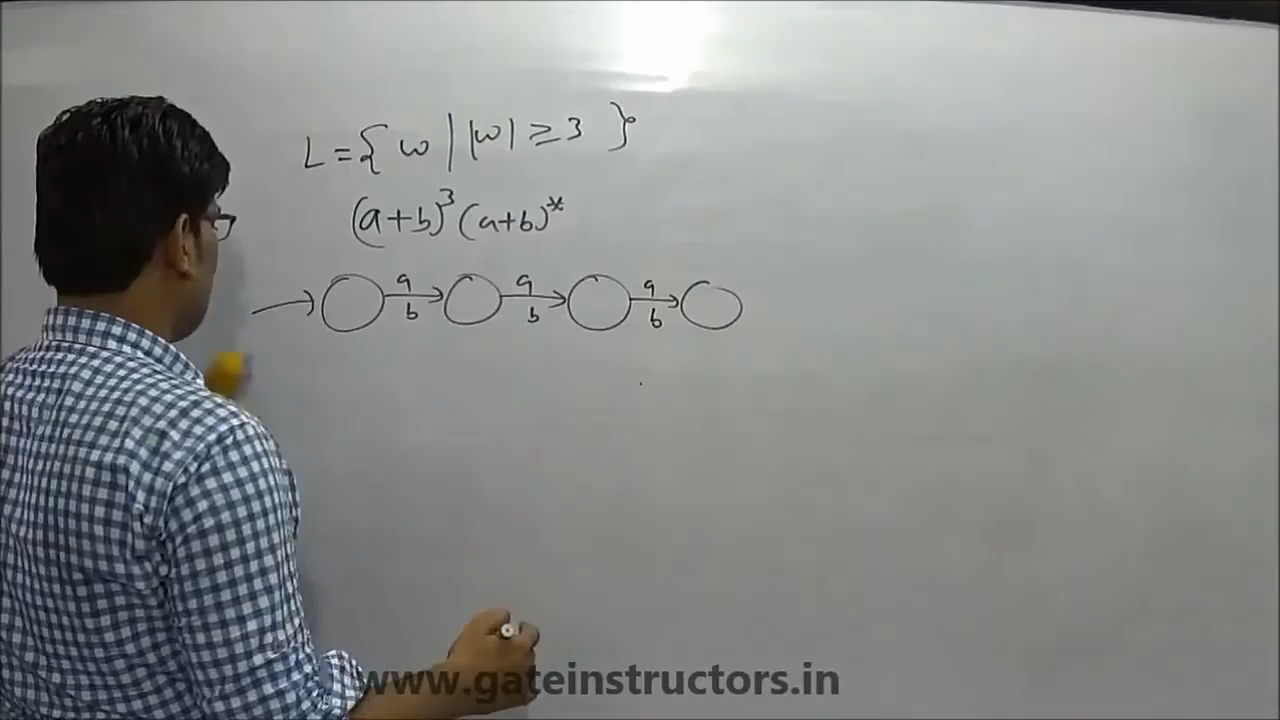 L = { w | |w| ≥ 3 }
(a+b)³ (a+b)*
a a a
b b b
www.gateinstructors.in